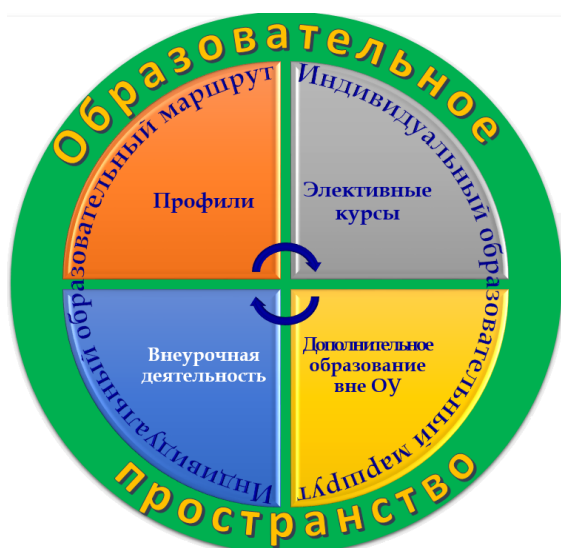 Образовательное
Индивидуальный образовательный маршрут
Индивидуальный образовательный маршрут
Профили
Элективные
курсы
Внеурочная
деятельность
Дополнительное
образование
вне ОУ
пространство